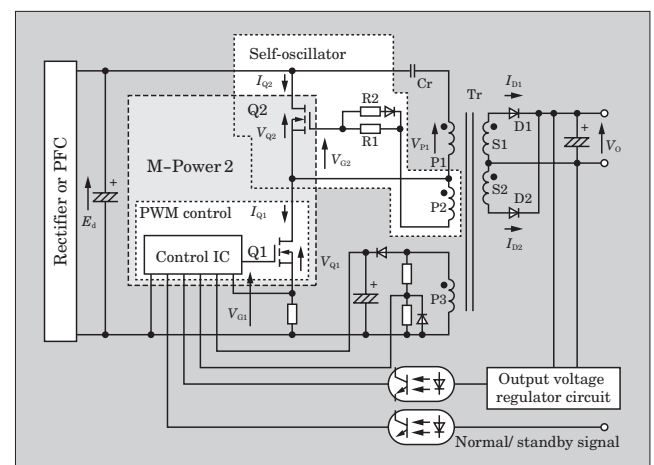 Self-oscillator
I_Q2
Cr
Q2
R2
R1
V_Q2
V_G2
V_P1
P1
Tr
I_D1
D1
S1
V_O
S2
D2
I_D2
P2
Rectifier or PFC
E_d
+
+
M-Power 2
PWM control
I_Q1
Control IC
Q1
V_Q1
V_G1
+
P3
Output voltage
regulator circuit
Normal/ standby signal